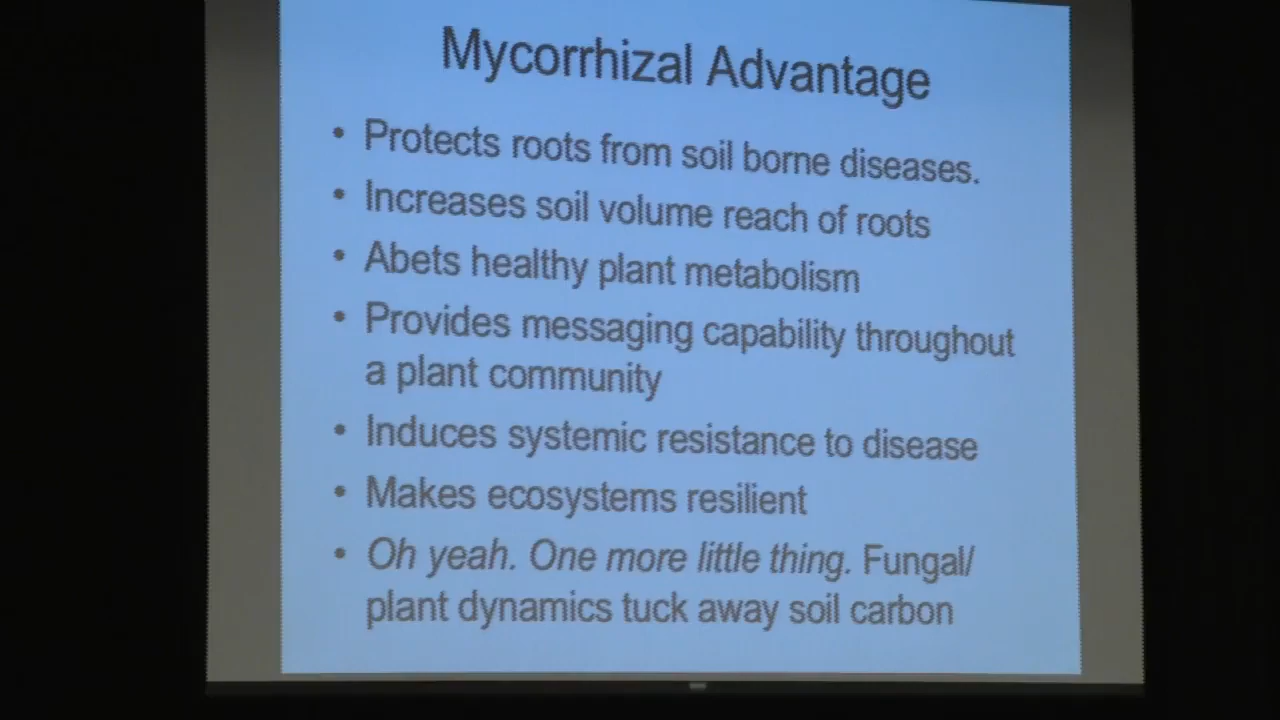 Mycorrhizal Advantage
• Protects roots from soil borne diseases.
• Increases soil volume reach of roots
• Abets healthy plant metabolism
• Provides messaging capability throughout
a plant community
• Induces systemic resistance to disease
• Makes ecosystems resilient
• Oh yeah. One more little thing. Fungal/
plant dynamics tuck away soil carbon